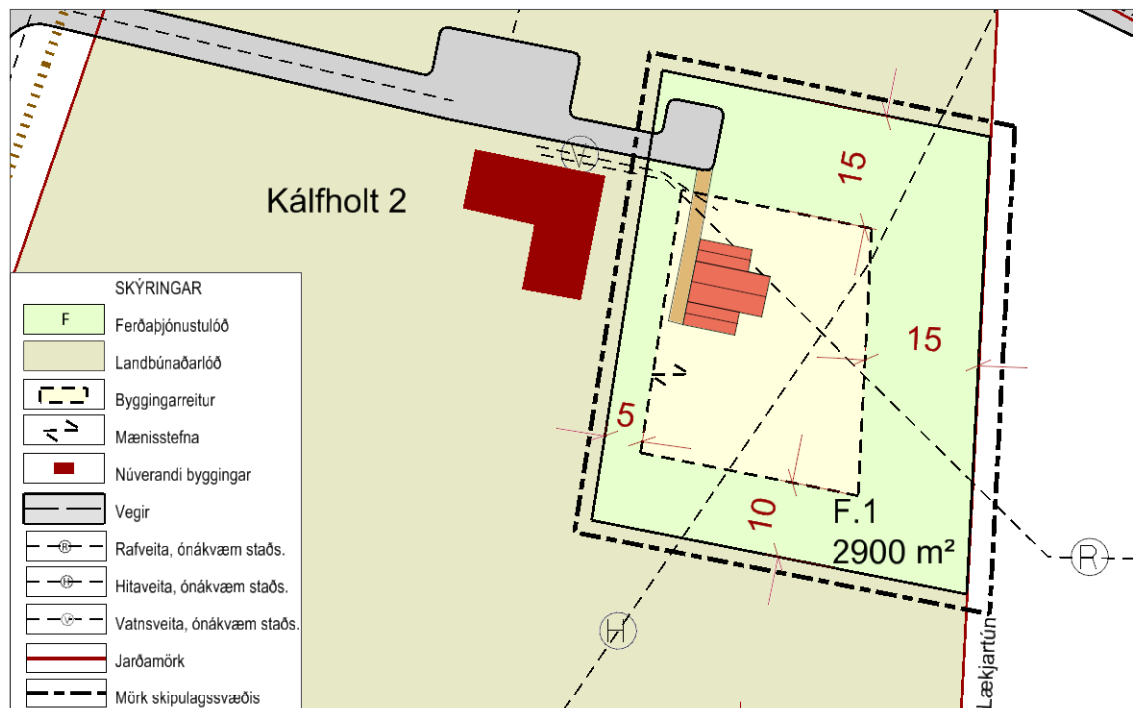 Kálfholt 2
V
15
15
5
10
F.1
2900 m²
R
H
Lækjartún
SKÝRINGAR
F
Ferðaþjónustulóð
Landbúnaðarlóð
Byggingarreitur
Mænisstefna
Núverandi byggingar
Vegir
R
Rafveita, ónákvæm staðs.
H
Hitaveita, ónákvæm staðs.
V
Vatnsveita, ónákvæm staðs.
Jarðamörk
Mörk skipulagssvæðis